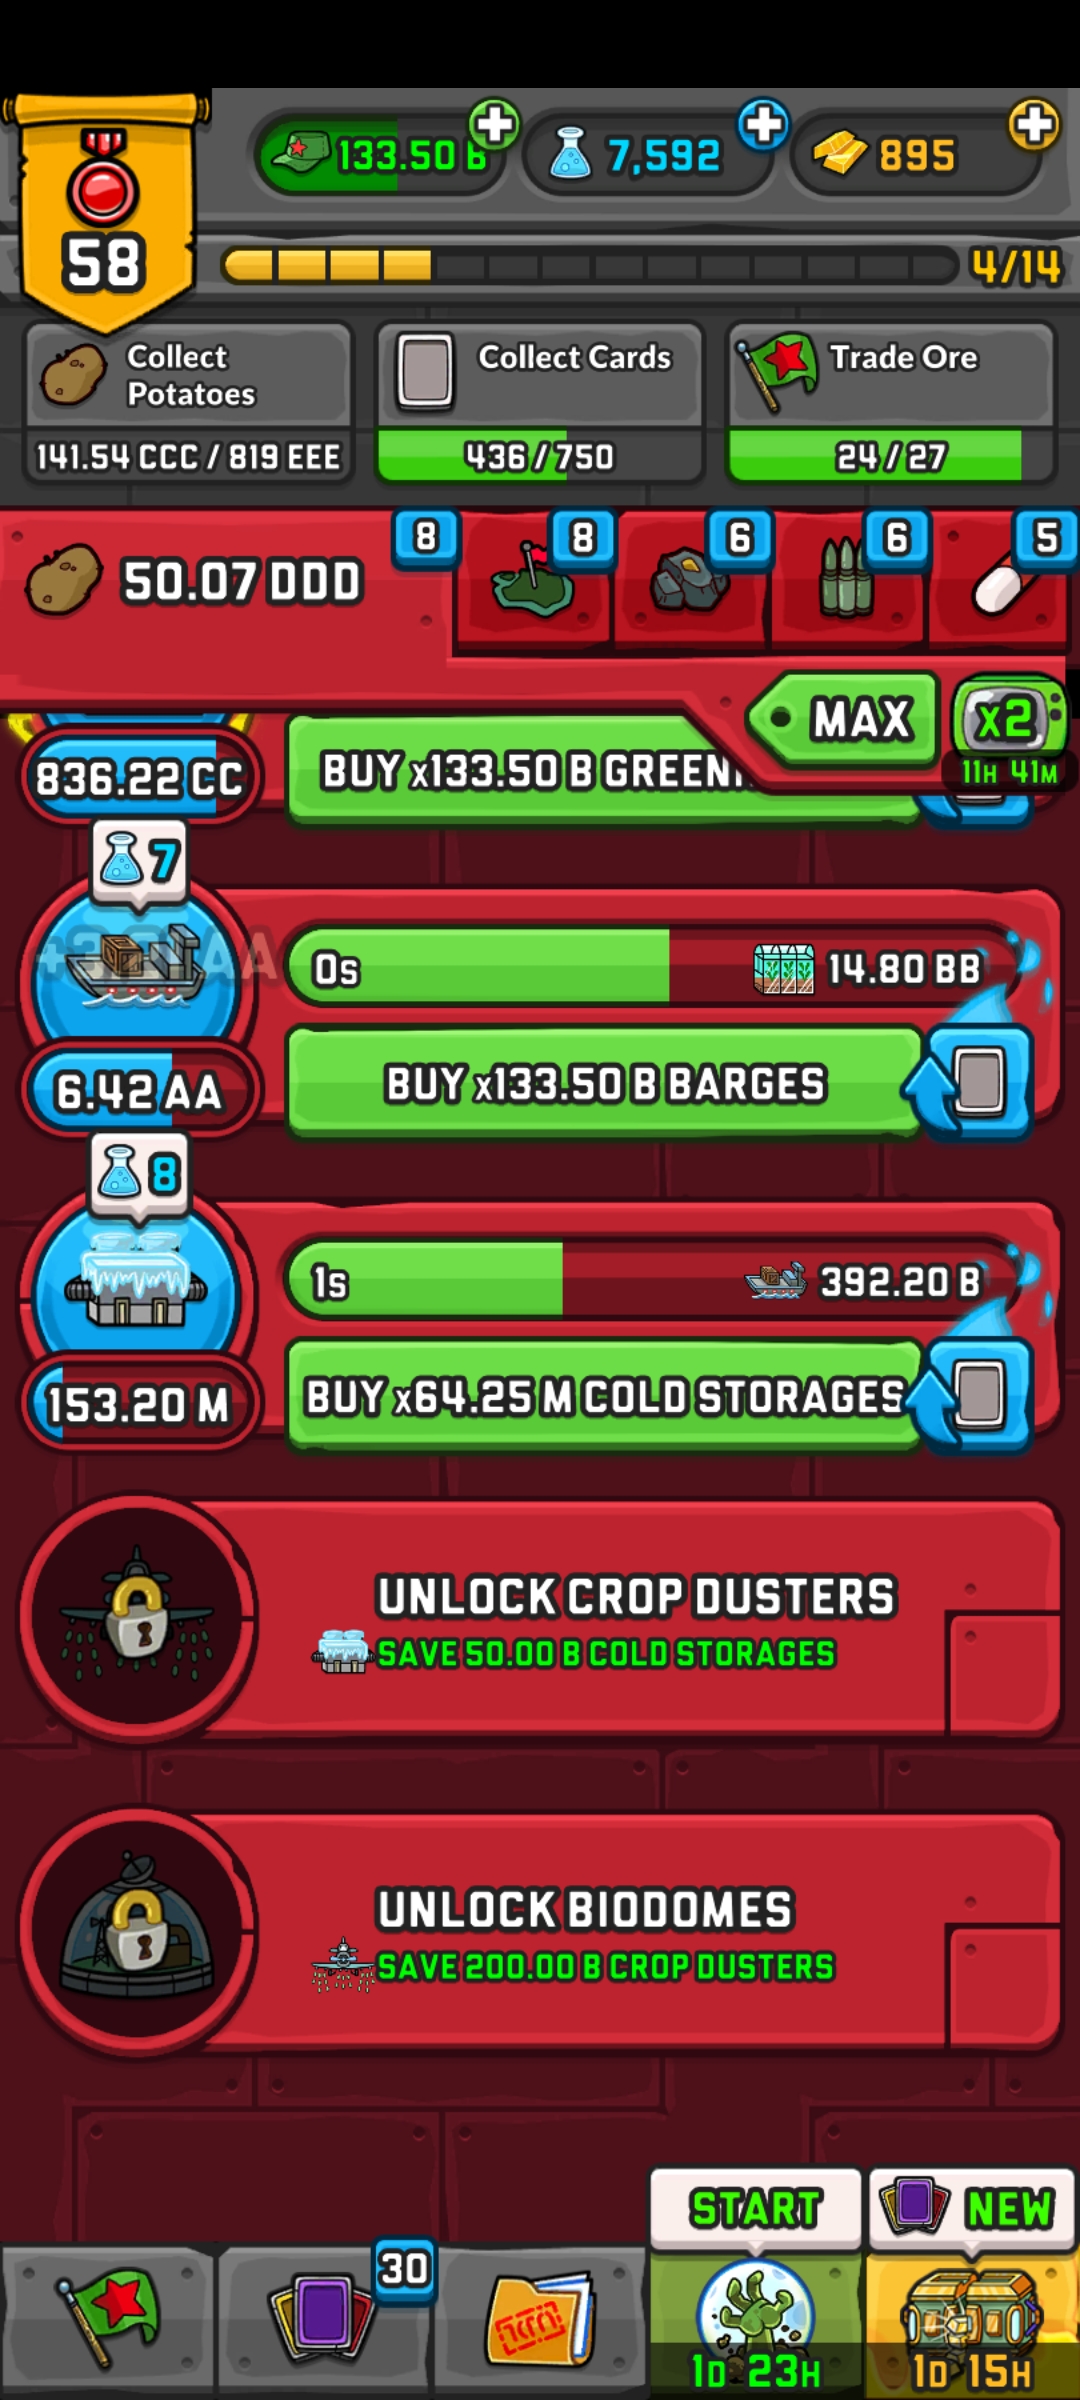 58
133.50 B
7,592
895
4/14
Collect
Potatoes
141.54 CCC / 819 EEE
Collect Cards
436 / 750
Trade Ore
24 / 27
50.07 DDD
8
8
6
6
5
MAX
x2
11H 41M
836.22 CC
BUY x133.50 B
7
0s
14.80 BB
6.42 AA
BUY x133.50 B BARGES
8
1s
392.20 B
153.20 M
BUY x64.25 M COLD STORAGES
UNLOCK CROP DUSTERS
SAVE 50.00 B COLD STORAGES
UNLOCK BIODOMES
SAVE 200.00 B CROP DUSTERS
START
NEW
30
1D 23H
1D 15H